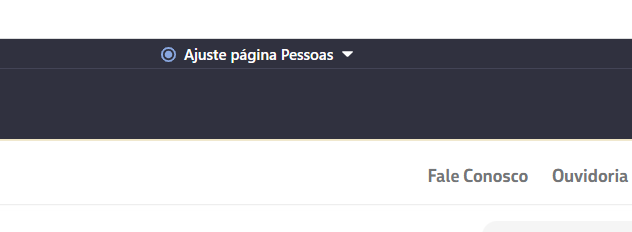 Ajuste página Pessoas
Fale Conosco Ouvidoria